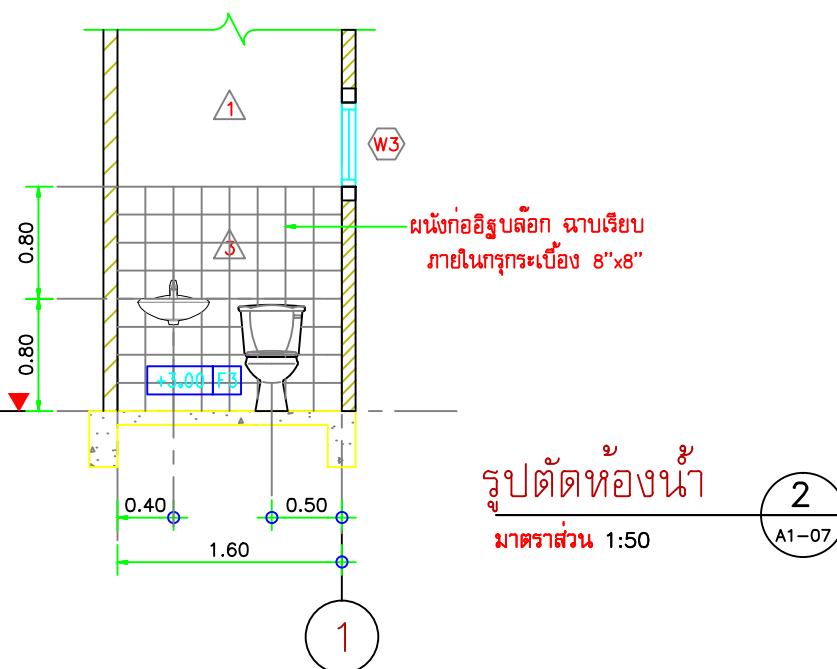 1
W3
ผนังก่ออิฐบล๊อก ฉาบเรียบ
ภายในกรุกระเบื้อง 8"x8"
3
0.80
0.80
+3.00 F3
0.40
0.50
1.60
1
รูปตัดห้องน้ำ
มาตราส่วน 1:50
2
A1-07